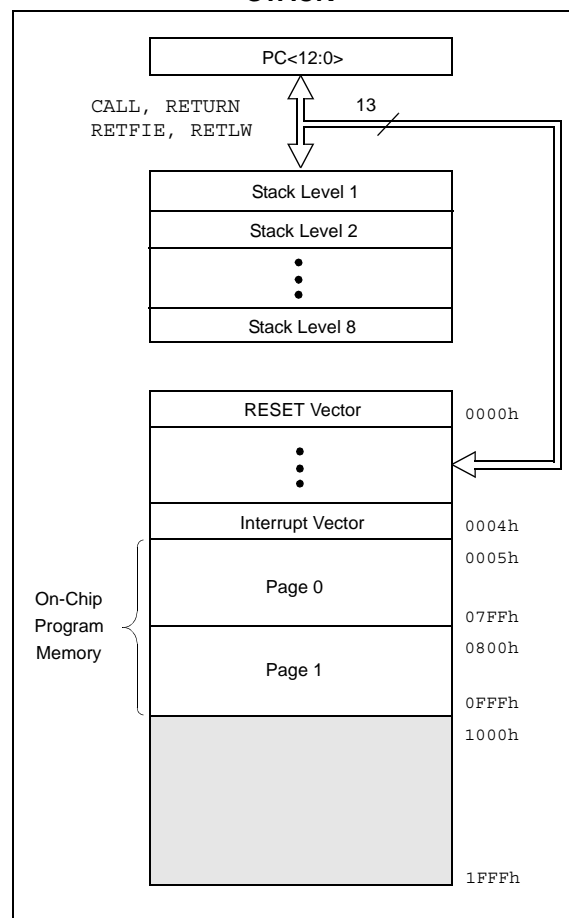 PC<12:0>
CALL, RETURN
RETFIE, RETLW
13
Stack Level 1
Stack Level 2
Stack Level 8
RESET Vector
0000h
Interrupt Vector
0004h
0005h
Page 0
07FFh
On-Chip
Program
Memory
0800h
Page 1
0FFFh
1000h
1FFFh